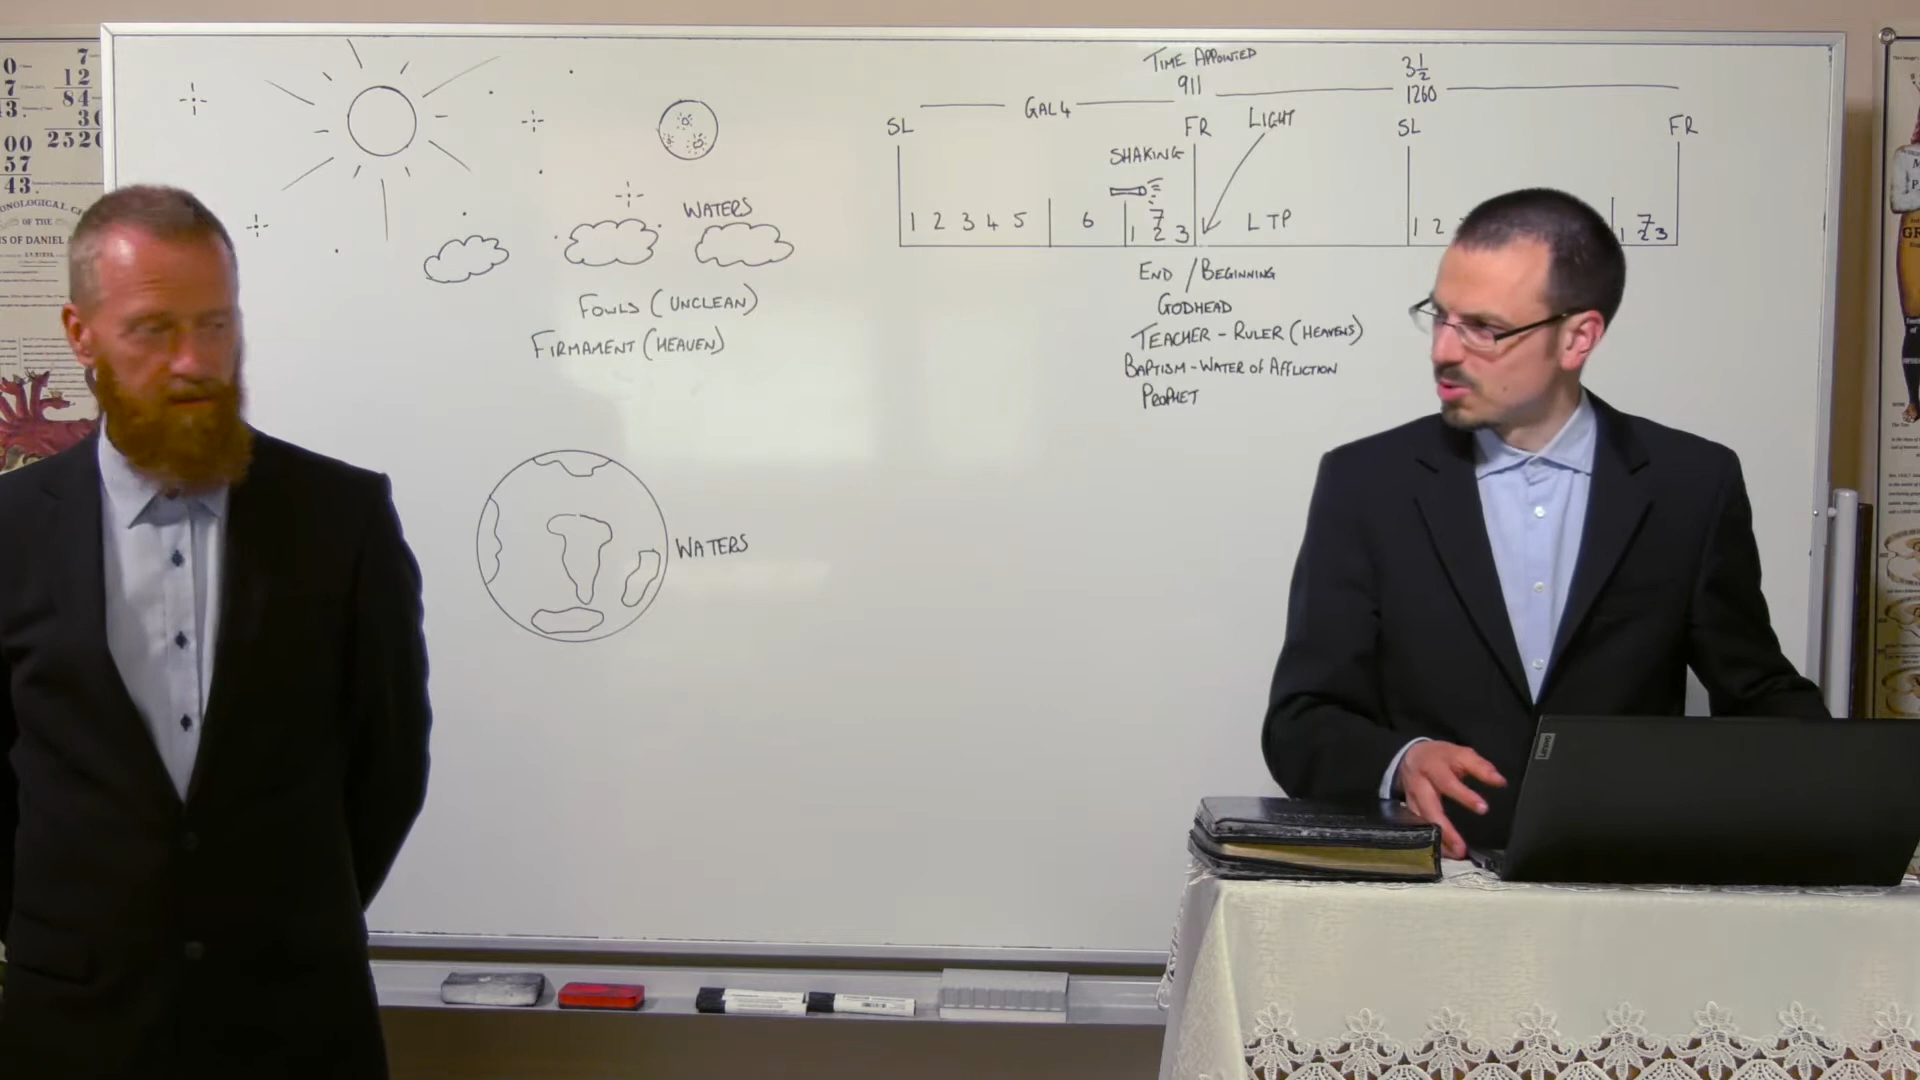 0
7
13.
00
57
43.
7
12
84
30
2520
OF THE
WATERS
FOWLS (UNCLEAN)
FIRMAMENT (HEAVEN)
WATERS
TIME APPOINTED
911
3½
1260
GAL 4
SL
FR
LIGHT
SL
FR
SHAKING
1 2 3 4 5
6
7
1 2 3
LTP
1 2
7
1 2 3
END / BEGINNING
GODHEAD
TEACHER - RULER (HEAVENS)
BAPTISM - WATER OF AFFLICTION
PROPHET
LENOVO